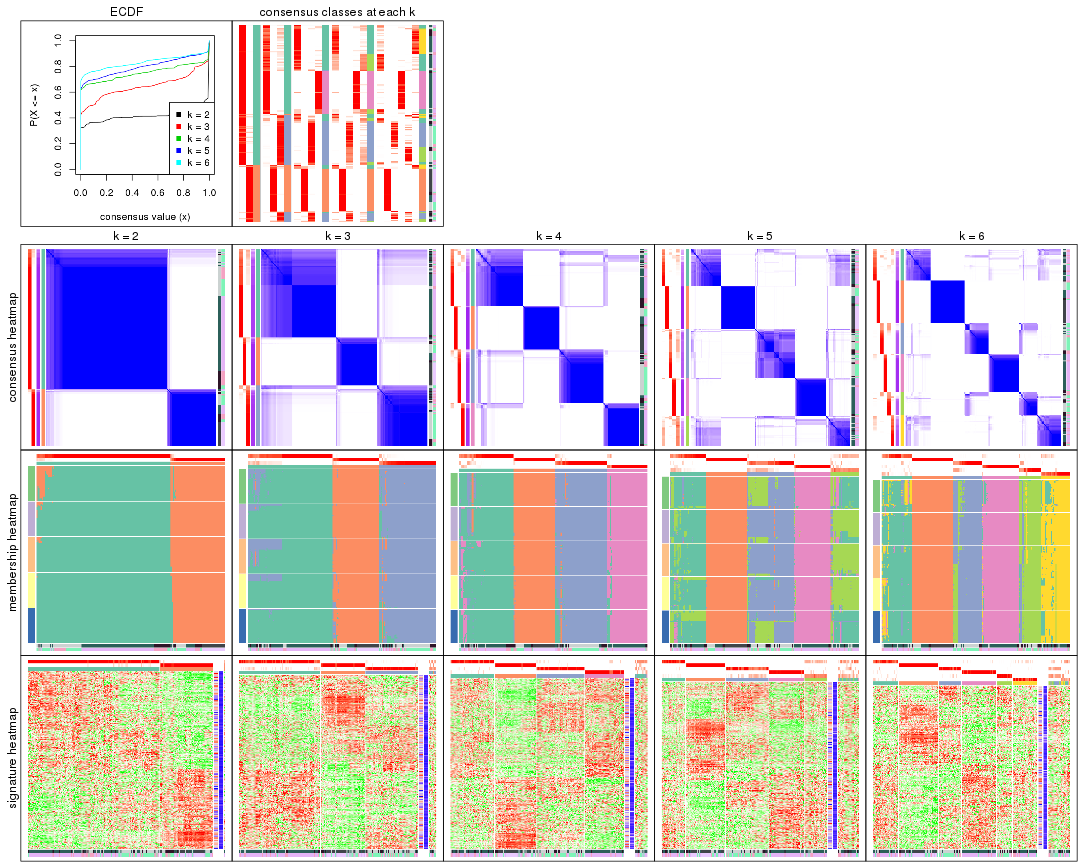 ECDF
consensus classes at each k
P(X <= x)
0.0 0.2 0.4 0.6 0.8 1.0
k = 2
k = 3
k = 4
k = 5
k = 6
0.0 0.2 0.4 0.6 0.8 1.0
consensus value (x)
k = 2 k = 3 k = 4 k = 5 k = 6
consensus heatmap
membership heatmap
signature heatmap